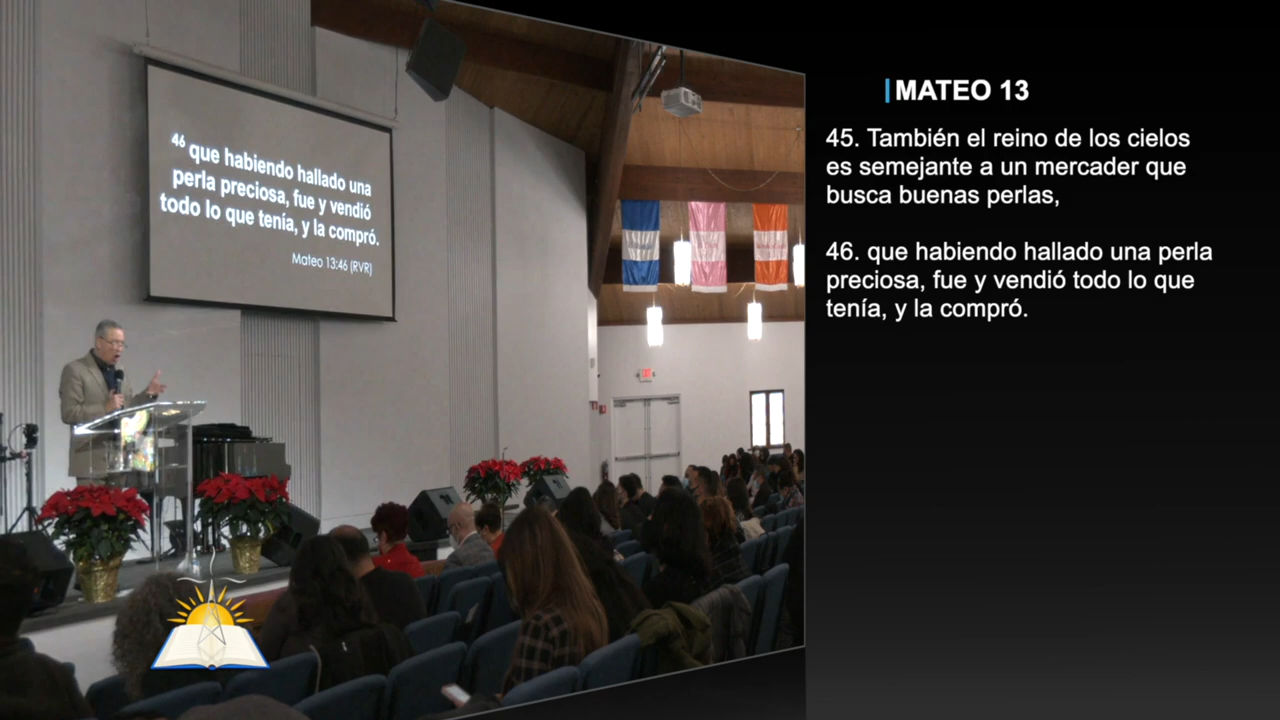 46 que habiendo hallado una
perla preciosa, fue y vendió
todo lo que tenía, y la compró.
Mateo 13:46 (RVR)
MATEO 13
45. También el reino de los cielos
es semejante a un mercader que
busca buenas perlas,
46. que habiendo hallado una perla
preciosa, fue y vendió todo lo que
tenía, y la compró.